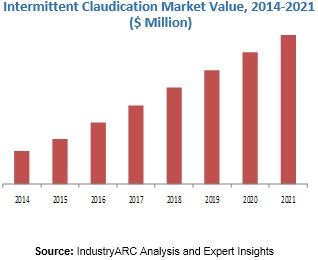 Intermittent Claudication Market Value, 2014-2021
($ Million)
2014 2015 2016 2017 2018 2019 2020 2021
Source: IndustryARC Analysis and Expert Insights